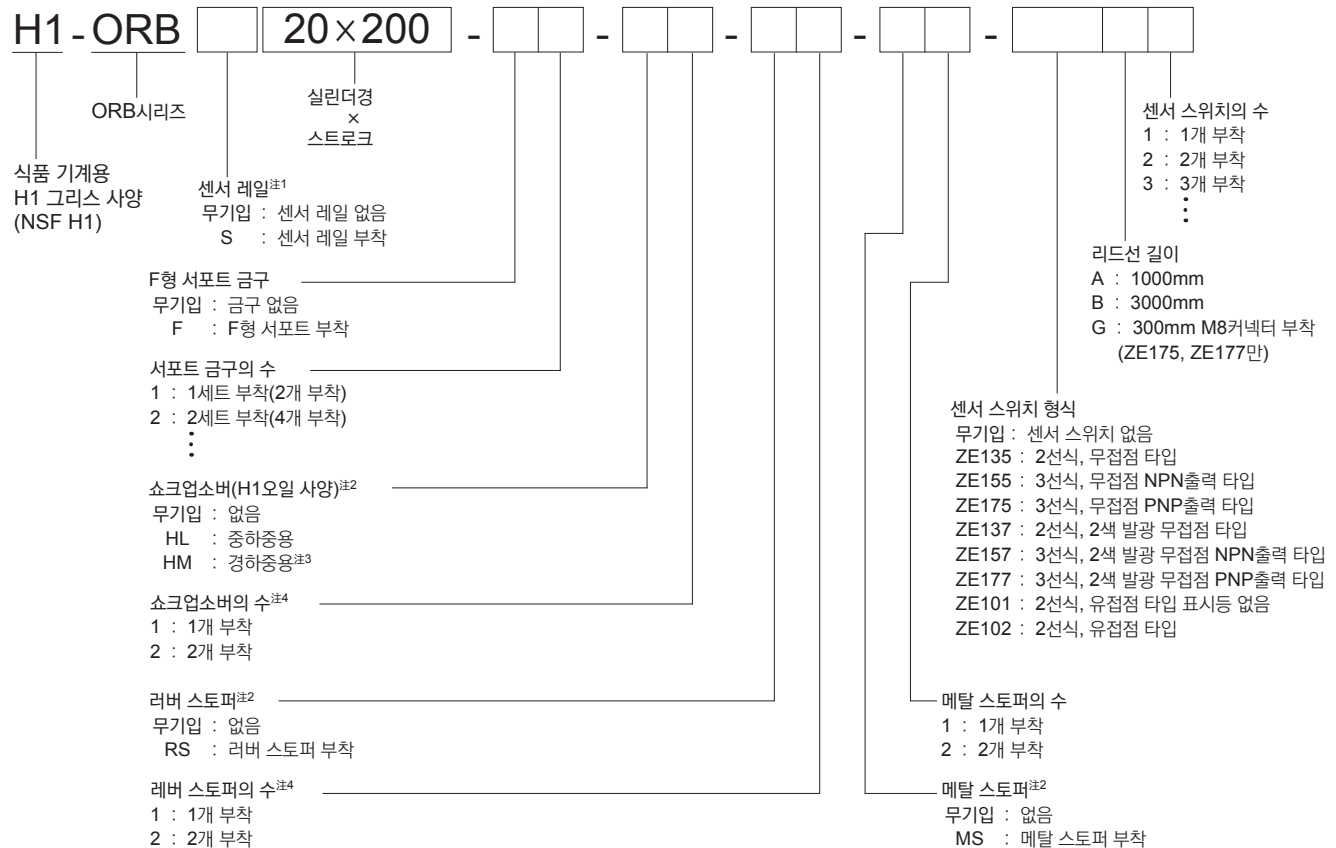 H1-ORB 20×200 - - - - -
ORB시리즈
실린더경
×
스트로크
식품 기계용
H1 그리스 사양
(NSF H1)
센서 레일注1
무기입 : 센서 레일 없음
S : 센서 레일 부착
F형 서포트 금구
무기입 : 금구 없음
F : F형 서포트 부착
서포트 금구의 수
1 : 1세트 부착(2개 부착)
2 : 2세트 부착(4개 부착)
⋮
쇼크업소버(H1오일 사양)注2
무기입 : 없음
HL : 중하중용
HM : 경하중용注3
쇼크업소버의 수注4
1 : 1개 부착
2 : 2개 부착
러버 스토퍼注2
무기입 : 없음
RS : 러버 스토퍼 부착
레버 스토퍼의 수注4
1 : 1개 부착
2 : 2개 부착
센서 스위치의 수
1 : 1개 부착
2 : 2개 부착
3 : 3개 부착
⋮
리드선 길이
A : 1000mm
B : 3000mm
G : 300mm M8커넥터 부착
(ZE175, ZE177만)
센서 스위치 형식
무기입 : 센서 스위치 없음
ZE135 : 2선식, 무접점 타입
ZE155 : 3선식, 무접점 NPN출력 타입
ZE175 : 3선식, 무접점 PNP출력 타입
ZE137 : 2선식, 2색 발광 무접점 타입
ZE157 : 3선식, 2색 발광 무접점 NPN출력 타입
ZE177 : 3선식, 2색 발광 무접점 PNP출력 타입
ZE101 : 2선식, 유접점 타입 표시등 없음
ZE102 : 2선식, 유접점 타입
메탈 스토퍼의 수
1 : 1개 부착
2 : 2개 부착
메탈 스토퍼注2
무기입 : 없음
MS : 메탈 스토퍼 부착